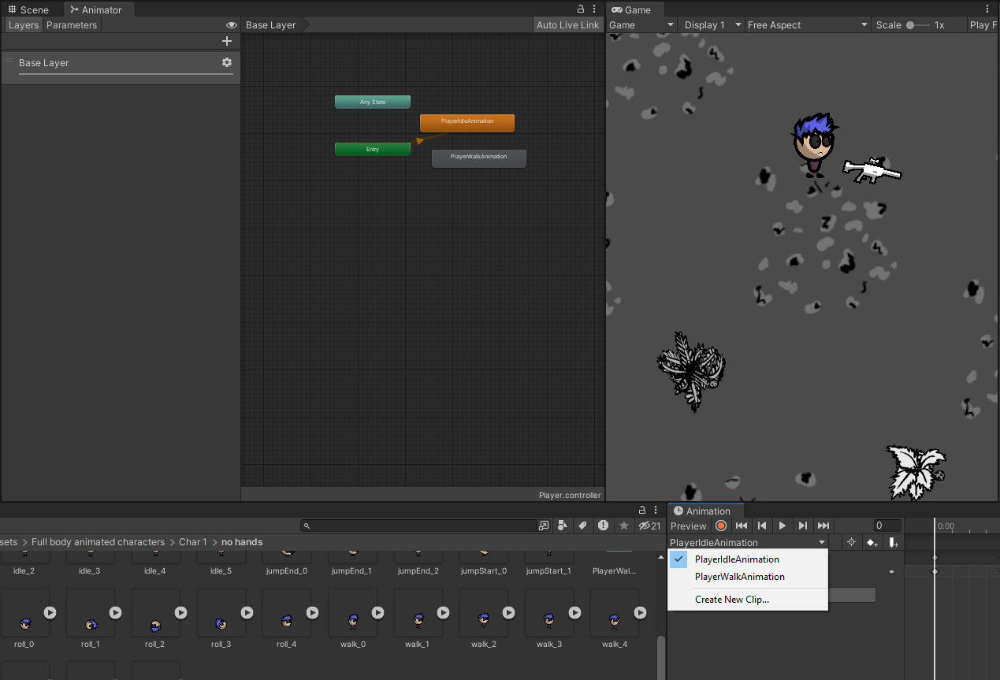 Scene
Animator
Layers
Parameters
Base Layer
Base Layer
Auto Live Link
Any State
PlayerIdleAnimation
Entry
PlayerWalkAnimation
Player.controller
Game
Game
Display 1
Free Aspect
Scale
1x
Play F
21
sets > Full body animated characters > Char 1 > no hands
idle_2
idle_3
idle_4
idle_5
jumpEnd_0
jumpEnd_1
jumpEnd_2
jumpStart_0
jumpStart_1
PlayerWal...
roll_0
roll_1
roll_2
roll_3
roll_4
walk_0
walk_1
walk_2
walk_3
walk_4
Animation
Preview
0
0:00
PlayerIdleAnimation
PlayerIdleAnimation
PlayerWalkAnimation
Create New Clip...